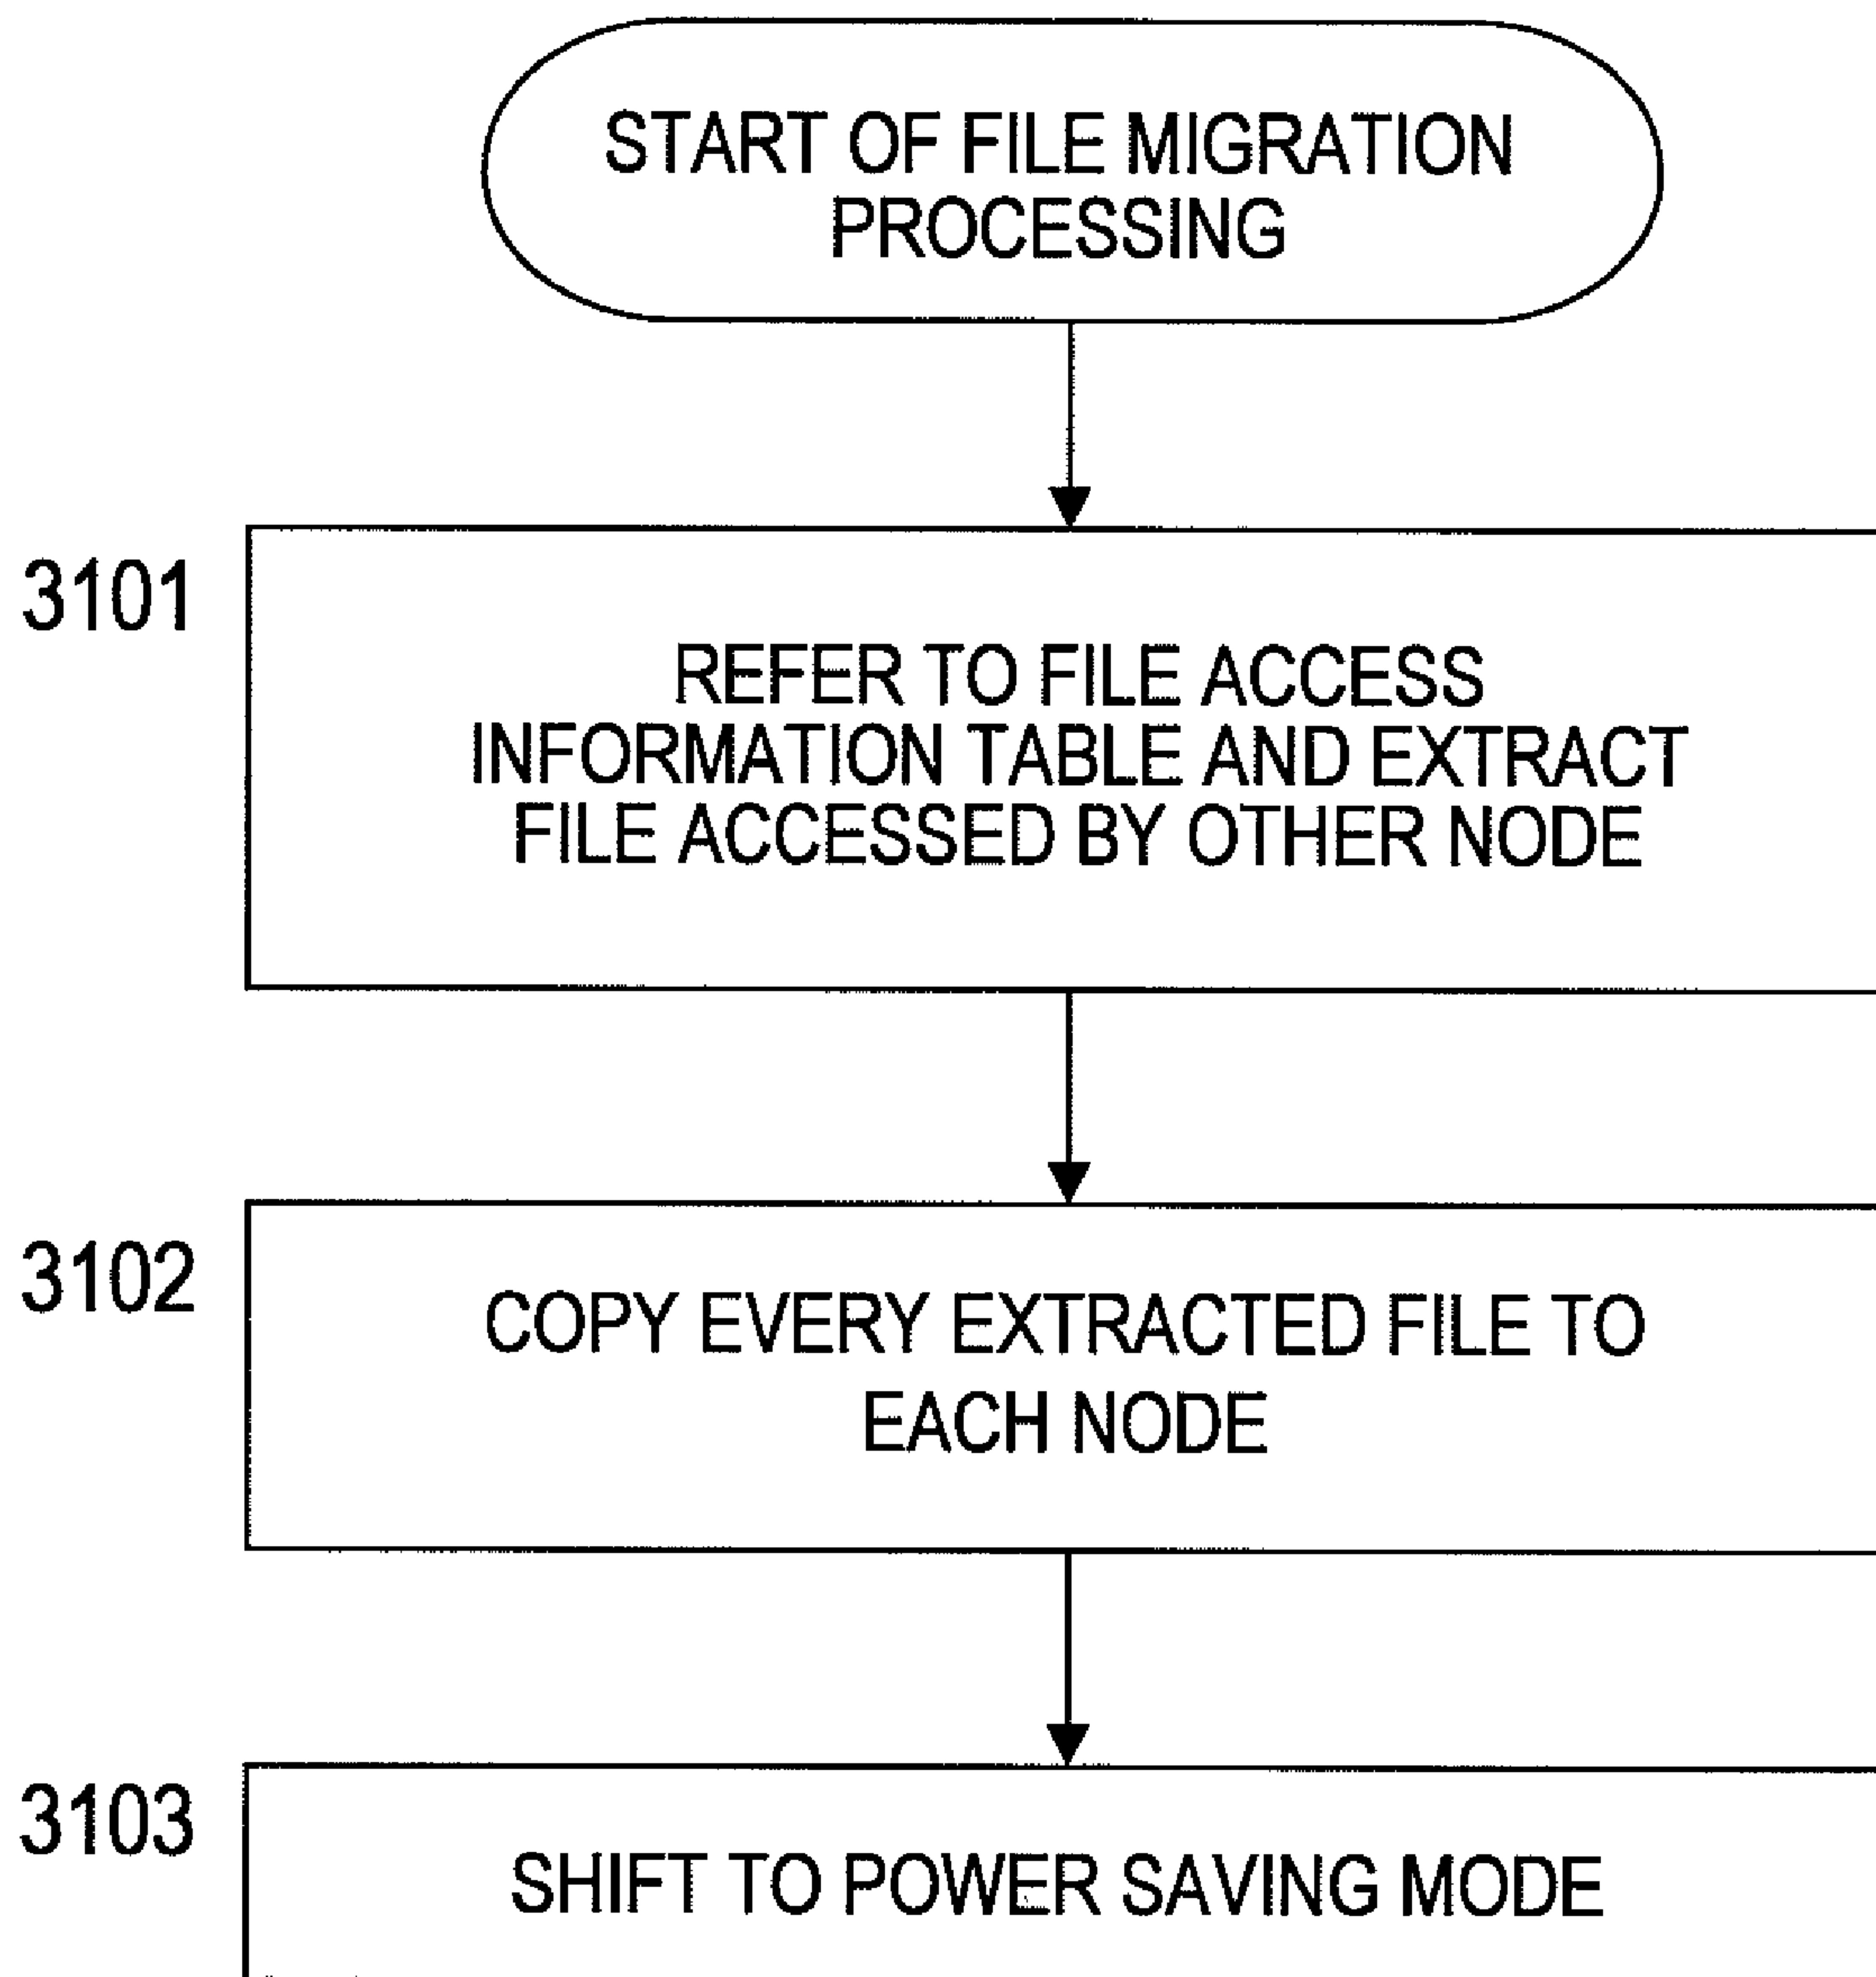 START OF FILE MIGRATION
PROCESSING
3101
REFER TO FILE ACCESS
INFORMATION TABLE AND EXTRACT
FILE ACCESSED BY OTHER NODE
3102
COPY EVERY EXTRACTED FILE TO
EACH NODE
3103
SHIFT TO POWER SAVING MODE